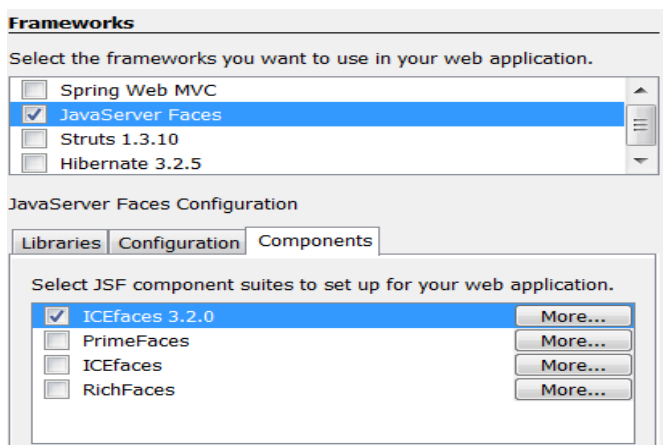 Frameworks
Select the frameworks you want to use in your web application.
Spring Web MVC
JavaServer Faces
Struts 1.3.10
Hibernate 3.2.5
JavaServer Faces Configuration
Libraries Configuration Components
Select JSF component suites to set up for your web application.
ICEfaces 3.2.0 More...
PrimeFaces More...
ICEfaces More...
RichFaces More...